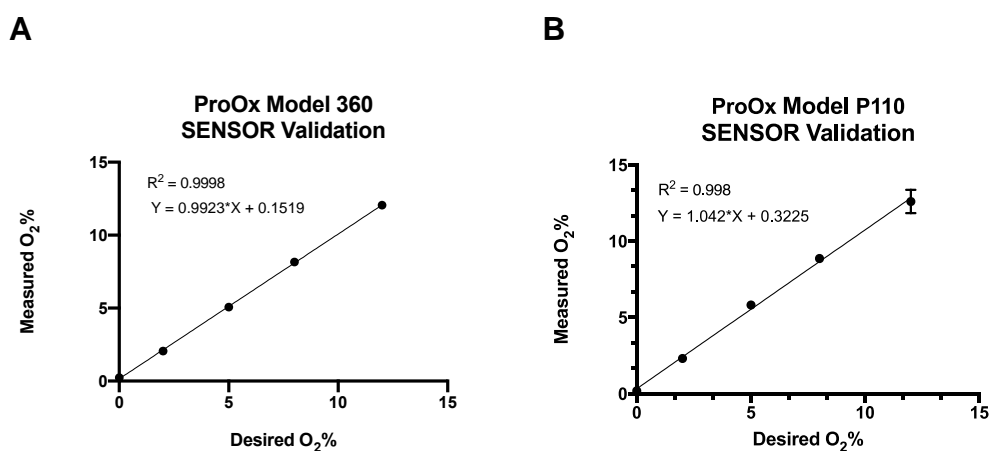 A
ProOx Model 360
SENSOR Validation
R² = 0.9998
Y = 0.9923*X + 0.1519
Measured O₂%
15
10
5
0
0 5 10 15
Desired O₂%
B
ProOx Model P110
SENSOR Validation
R² = 0.998
Y = 1.042*X + 0.3225
Measured O₂%
15
10
5
0
0 5 10 15
Desired O₂%